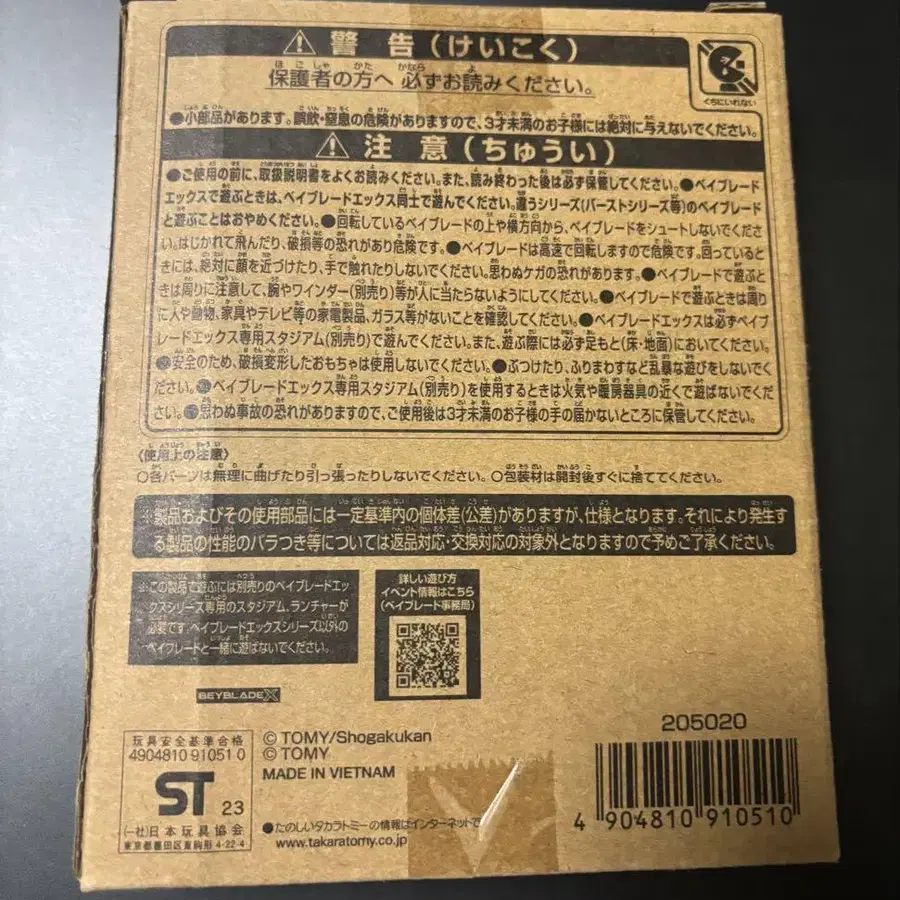 ⚠ 警告(けいこく)
保護者の方へ 必ずお読みください。
くちにいれない
●小部品があります。誤飲・窒息の危険がありますので、3才未満のお子様には絶対に与えないでください。
⚠ 注意(ちゅうい)
●ご使用の前に、取扱説明書をよくお読みください。また、読み終わった後は必ず保管してください。●ベイブレード
エックスで遊ぶときは、ベイブレードエックス同士で遊んでください。違うシリーズ(バーストシリーズ等)のベイブレード
と遊ぶことはおやめください。●回転しているベイブレードの上や横方向から、ベイブレードをシュートしないでくだ
さい。はじかれて飛んだり、破損等の恐れがあり危険です。●ベイブレードは高速で回転しますので危険です。回っていると
きには、絶対に顔を近づけたり、手で触れたりしないでください。思わぬケガの恐れがあります。●ベイブレードで遊ぶと
きは周りに注意して、腕やワインダー(別売り)等が人に当たらないようにしてください。●ベイブレードで遊ぶときは周り
に人や動物、家具やテレビ等の家電製品、ガラス等がないことを確認してください。●ベイブレードエックスは必ずベイブ
レードエックス専用スタジアム(別売り)で遊んでください。また、遊ぶ際には必ず足もと(床・地面)においてください。
●安全のため、破損変形したおもちゃは使用しないでください。●ぶつけたり、ふりまわすなど乱暴な遊びをしないで
ください。●ベイブレードエックス専用スタジアム(別売り)を使用するときは火気や暖房器具の近くで遊ばないでくだ
さい。●思わぬ事故の恐れがありますので、ご使用後は3才未満のお子様の手の届かないところに保管してください。
〈使用上の注意〉
○各パーツは無理に曲げたり引っ張ったりしないでください。○包装材は開封後すぐに捨ててください。
※製品およびその使用部品には一定基準内の個体差(公差)がありますが、仕様となります。それにより発生す
る製品の性能のバラつき等については返品対応・交換対応の対象外となりますので予めご了承ください。
※この製品で遊ぶには別売りのベイブレードエッ
クスシリーズ専用のスタジアム、ランチャーが
必要です。ベイブレードエックスシリーズ以外の
ベイブレードと一緒に遊ばないでください。
詳しい遊び方
イベント情報はこちら
(ベイブレード事務局)
BEYBLADE X
玩具安全基準合格
4904810 91051 0
ST 23
(一社)日本玩具協会
東京都墨田区東駒形 4-22-4
© TOMY/Shogakukan
© TOMY
MADE IN VIETNAM
●たのしいタカラトミーの情報はインターネットで
www.takaratomy.co.jp
205020
4 904810 910510